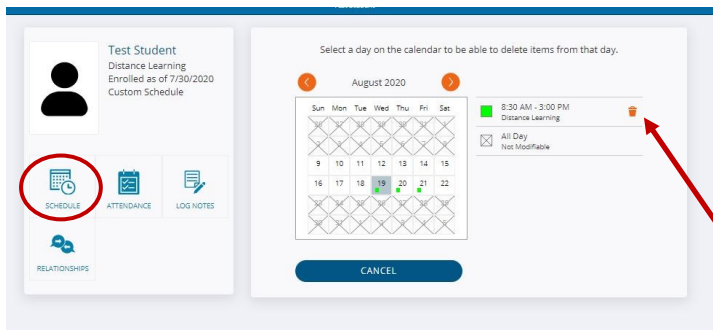 Test Student
Distance Learning
Enrolled as of 7/30/2020
Custom Schedule
SCHEDULE
ATTENDANCE
LOG NOTES
RELATIONSHIPS
Select a day on the calendar to be able to delete items from that day.
August 2020
Sun Mon Tue Wed Thu Fri Sat
9 10 11 12 13 14 15
16 17 18 19 20 21 22
8:30 AM - 3:00 PM
Distance Learning
All Day
Not Modifiable
CANCEL